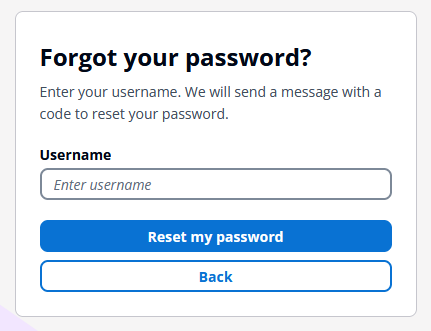 Forgot your password?
Enter your username. We will send a message with a
code to reset your password.
Username
Enter username
Reset my password
Back